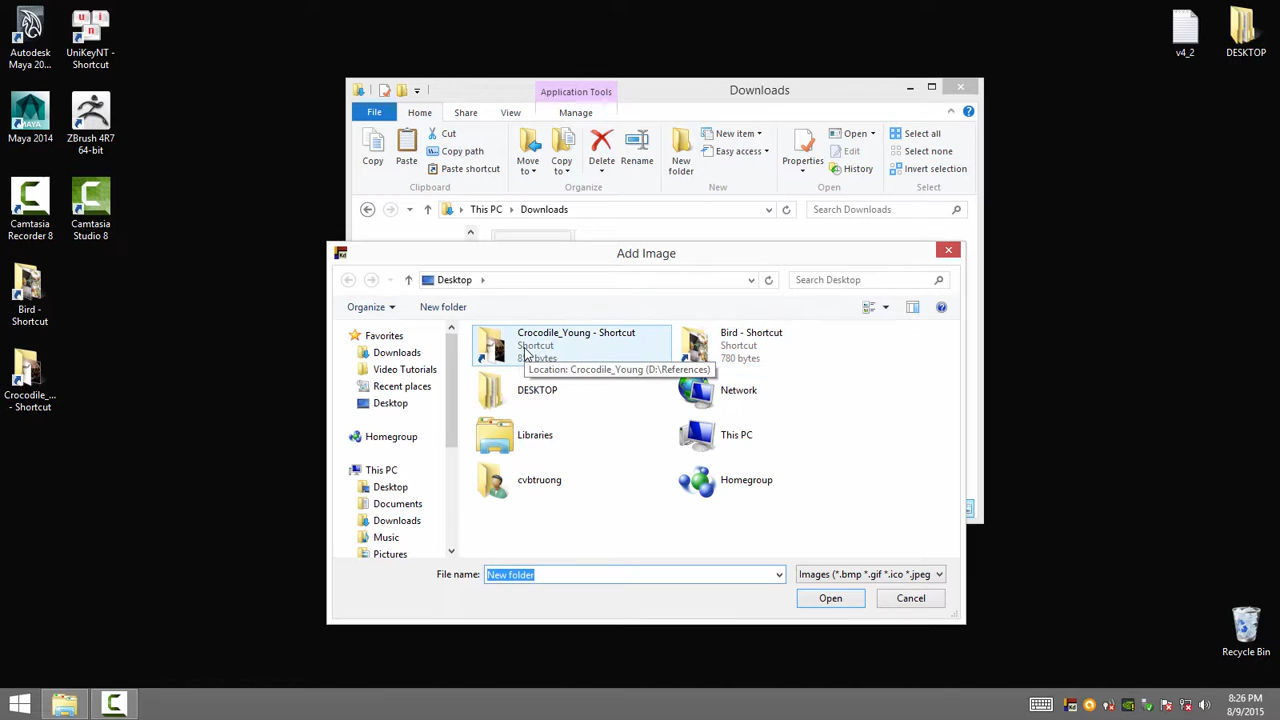 Autodesk
Maya 20...
UniKeyNT -
Shortcut
Maya 2014
ZBrush 4R7
64-bit
Camtasia
Recorder 8
Camtasia
Studio 8
Bird -
Shortcut
Crocodile_...
- Shortcut
v4_2
DESKTOP
Recycle Bin
Application Tools
Downloads
File
Home
Share
View
Manage
Copy
Paste
Cut
Copy path
Paste shortcut
Clipboard
Move
to
Copy
to
Delete
Rename
Organize
New
folder
New item
Easy access
New
Properties
Open
Edit
History
Open
Select all
Select none
Invert selection
Select
This PC
Downloads
Search Downloads
Add Image
Desktop
Search Desktop
Organize
New folder
Favorites
Downloads
Video Tutorials
Recent places
Desktop
Homegroup
This PC
Desktop
Documents
Downloads
Music
Pictures
Crocodile_Young - Shortcut
Shortcut
Location: Crocodile_Young (D:\References)
Bird - Shortcut
Shortcut
780 bytes
DESKTOP
Network
Libraries
This PC
cvbtruong
Homegroup
File name:
New folder
Images (*.bmp *.gif *.ico *.jpeg
Open
Cancel
8:26 PM
8/9/2015